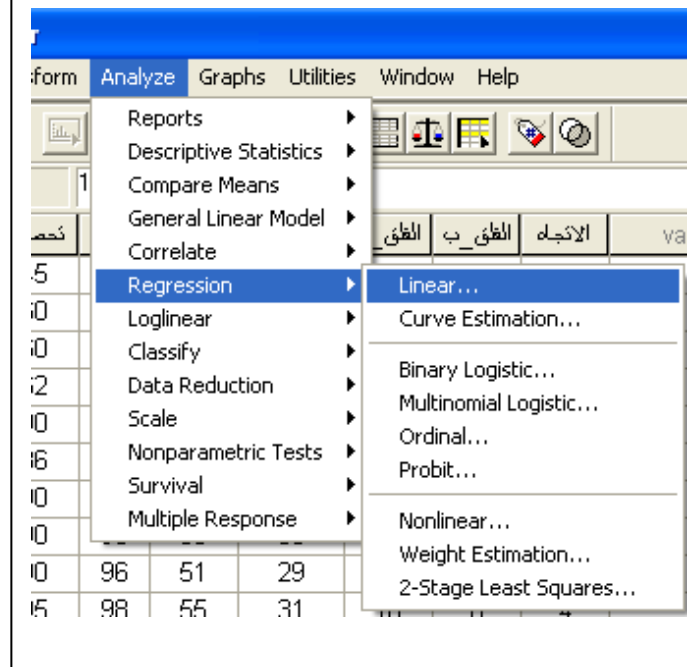 Analyze Graphs Utilities Window Help
Reports
Descriptive Statistics
Compare Means
General Linear Model
Correlate
Regression
Loglinear
Classify
Data Reduction
Scale
Nonparametric Tests
Survival
Multiple Response
Linear...
Curve Estimation...
Binary Logistic...
Multinomial Logistic...
Ordinal...
Probit...
Nonlinear...
Weight Estimation...
2-Stage Least Squares...
القلق_ب الاتجاه
96 51 29
98 55 31